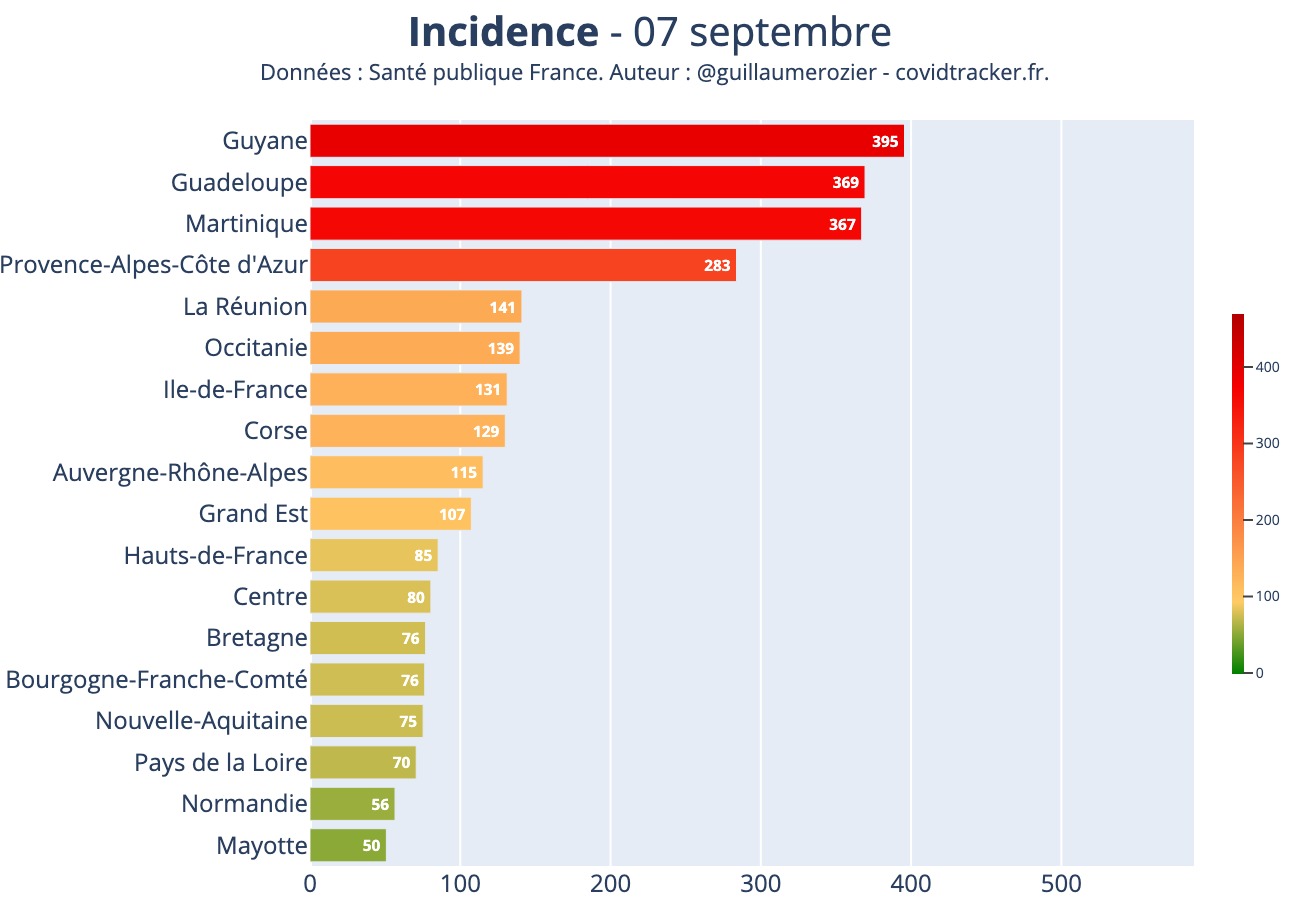 Incidence - 07 septembre
Données : Santé publique France. Auteur : @guillaumerozier - covidtracker.fr.
Guyane 395
Guadeloupe 369
Martinique 367
Provence-Alpes-Côte d'Azur 283
La Réunion 141
Occitanie 139
Ile-de-France 131
Corse 129
Auvergne-Rhône-Alpes 115
Grand Est 107
Hauts-de-France 85
Centre 80
Bretagne 76
Bourgogne-Franche-Comté 76
Nouvelle-Aquitaine 75
Pays de la Loire 70
Normandie 56
Mayotte 50
0 100 200 300 400 500
400
300
200
100
0